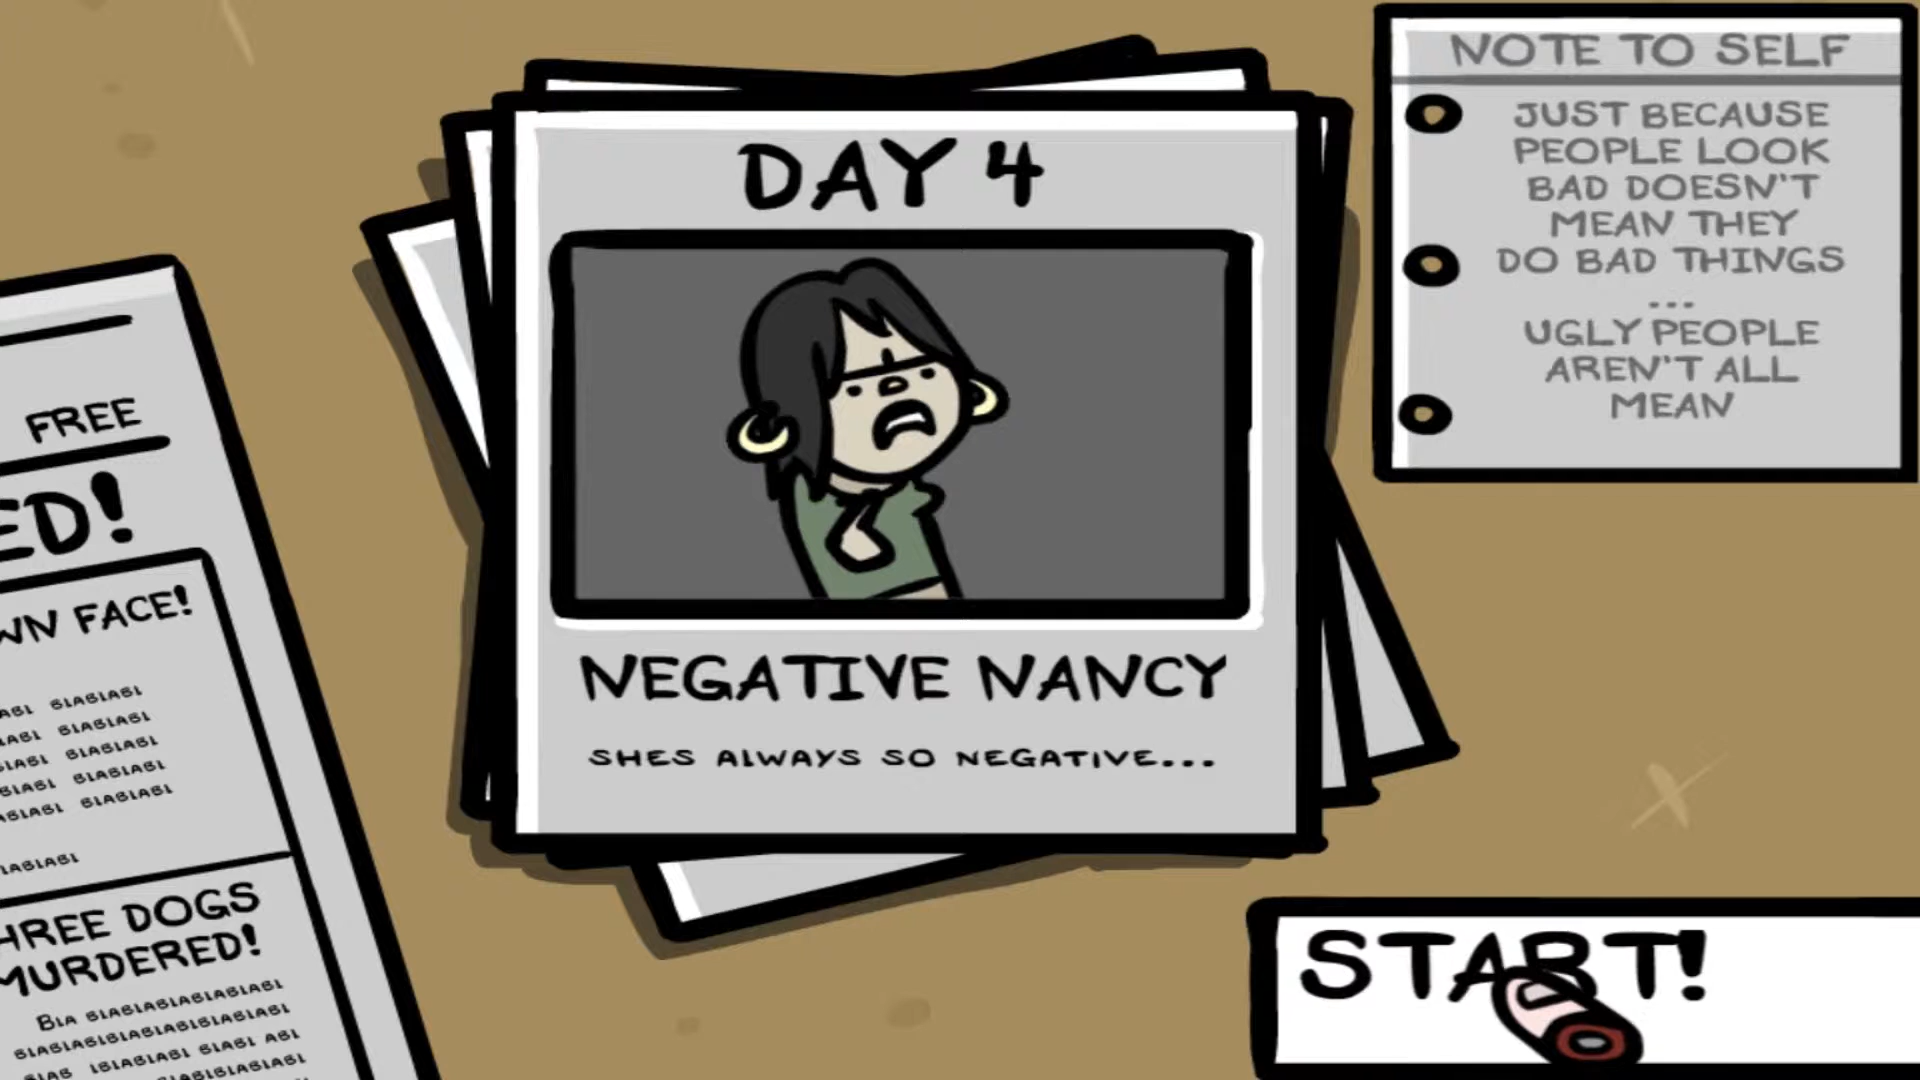 NOTE TO SELF
JUST BECAUSE
PEOPLE LOOK
BAD DOESN'T
MEAN THEY
DO BAD THINGS
...
UGLY PEOPLE
AREN'T ALL
MEAN
DAY 4
NEGATIVE NANCY
SHES ALWAYS SO NEGATIVE...
FREE
ED!
WN FACE!
HREE DOGS
MURDERED!
START!